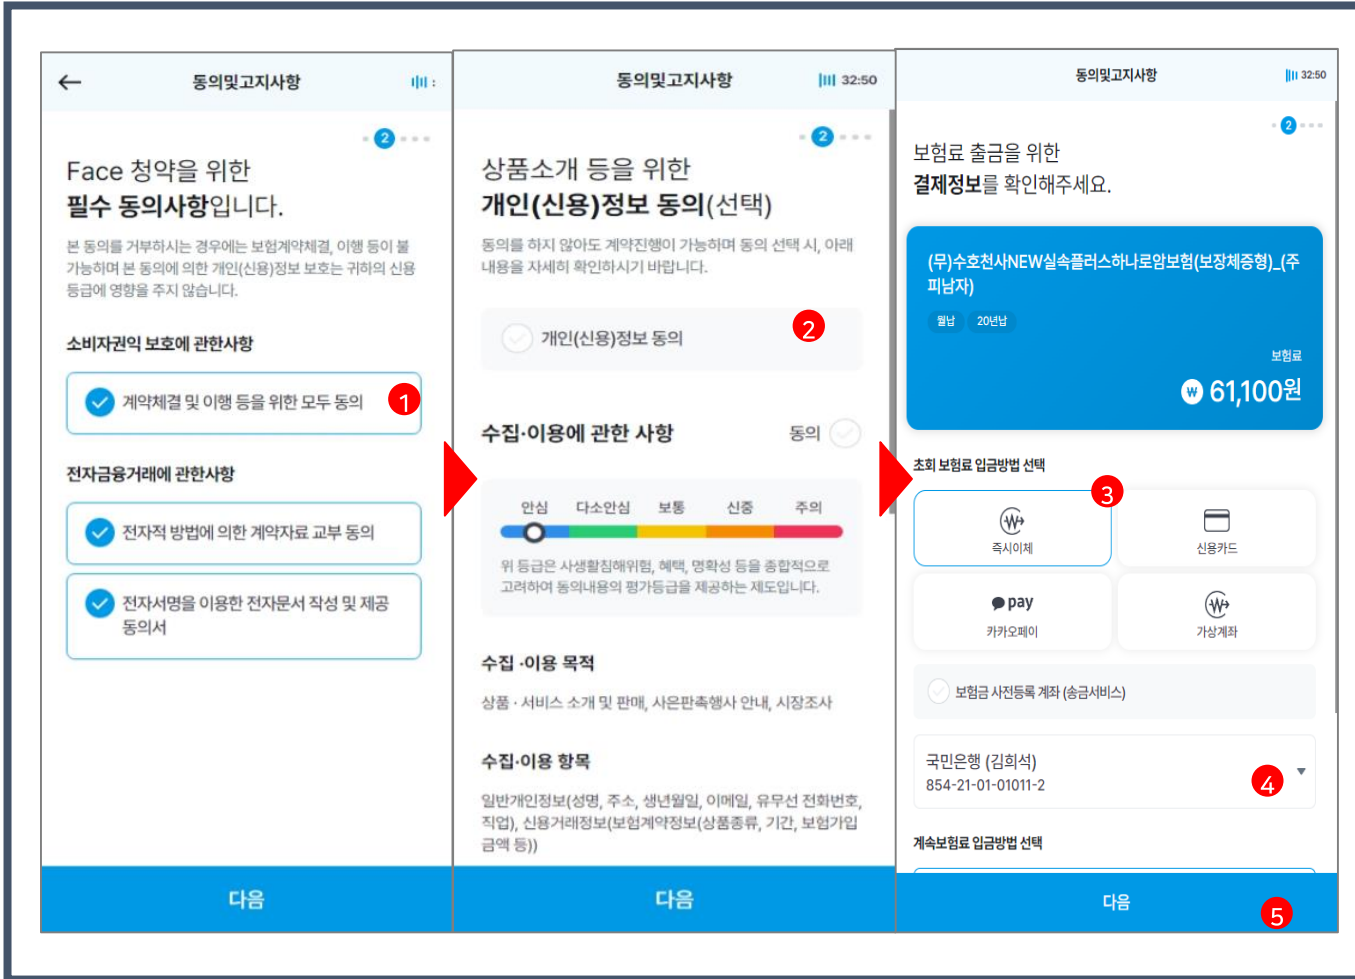 동의및고지사항
2
Face 청약을 위한
필수 동의사항입니다.
본 동의를 거부하시는 경우에는 보험계약체결, 이행 등이 불
가능하며 본 동의에 의한 개인(신용)정보 보호는 귀하의 신용
등급에 영향을 주지 않습니다.
소비자권익 보호에 관한사항
계약체결 및 이행 등을 위한 모두 동의
1
전자금융거래에 관한사항
전자적 방법에 의한 계약자료 교부 동의
전자서명을 이용한 전자문서 작성 및 제공
동의서
다음
동의및고지사항
32:50
2
상품소개 등을 위한
개인(신용)정보 동의(선택)
동의를 하지 않아도 계약진행이 가능하며 동의 선택 시, 아래
내용을 자세히 확인하시기 바랍니다.
개인(신용)정보 동의
2
수집·이용에 관한 사항 동의
안심 다소안심 보통 신중 주의
위 등급은 사생활침해위험, 혜택, 명확성 등을 종합적으로
고려하여 동의내용의 평가등급을 제공하는 제도입니다.
수집 ·이용 목적
상품 · 서비스 소개 및 판매, 사은판촉행사 안내, 시장조사
수집·이용 항목
일반개인정보(성명, 주소, 생년월일, 이메일, 유무선 전화번호,
직업), 신용거래정보(보험계약정보(상품종류, 기간, 보험가입
금액 등))
다음
동의및고지사항
32:50
2
보험료 출금을 위한
결제정보를 확인해주세요.
(무)수호천사NEW실속플러스하나로암보험(보장체증형)_(주
피남자)
월납 20년납
보험료
₩ 61,100원
초회 보험료 입금방법 선택
3
즉시이체
신용카드
pay
카카오페이
가상계좌
보험금 사전등록 계좌 (송금서비스)
국민은행 (김희석)
854-21-01-01011-2
4
계속보험료 입금방법 선택
다음
5